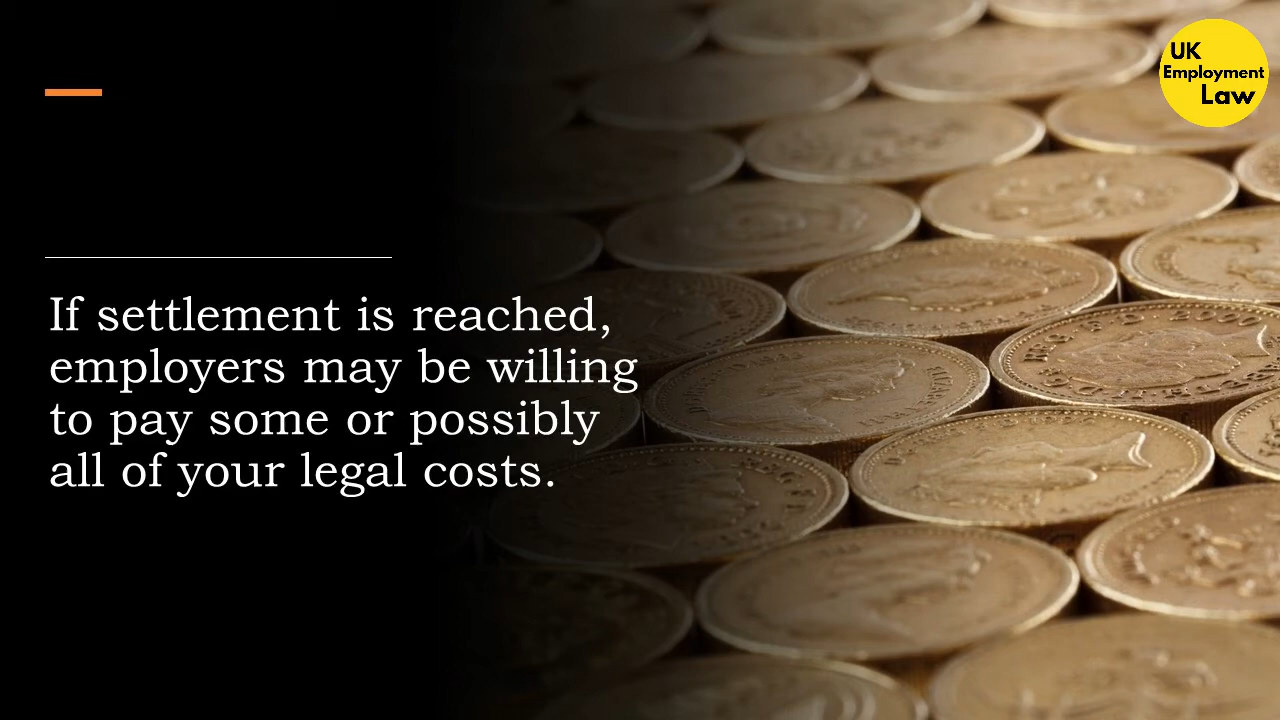 UK
Employment
Law
If settlement is reached,
employers may be willing
to pay some or possibly
all of your legal costs.